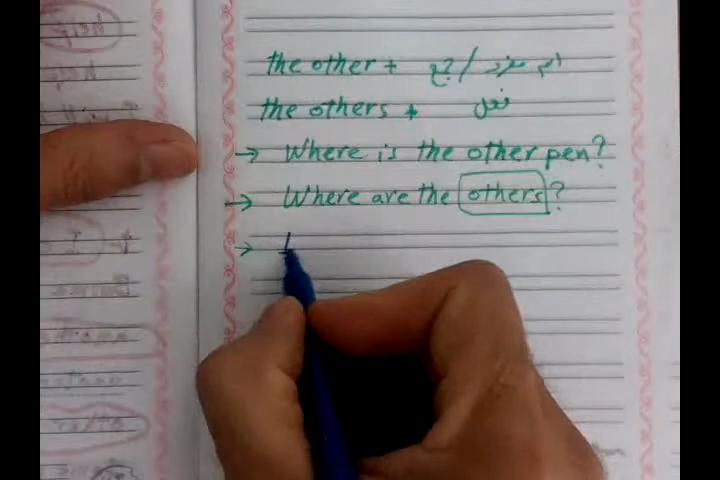 the other + اسم مفرد / جمع
the others + فعل
→ Where is the other pen?
→ Where are the others?
→